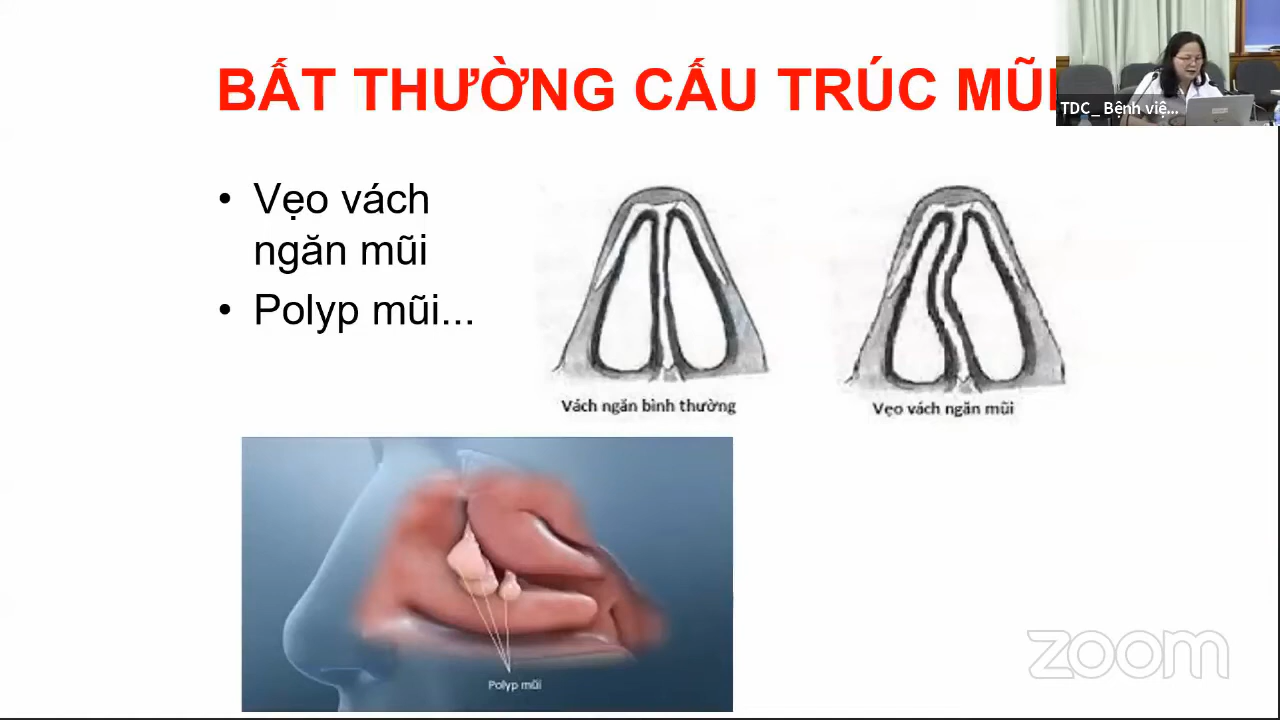 BẤT THƯỜNG CẤU TRÚC MŨI
TDC_ Bệnh việ...
• Vẹo vách
ngăn mũi
• Polyp mũi...
Vách ngăn bình thường
Vẹo vách ngăn mũi
Polyp mũi
zoom